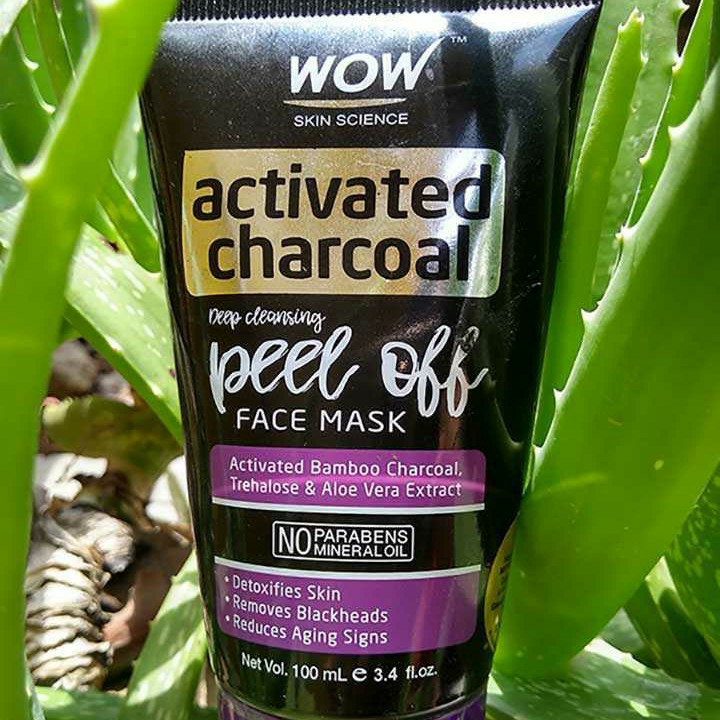 WOW™
SKIN SCIENCE
activated
charcoal
Deep cleansing
peel off
FACE MASK
Activated Bamboo Charcoal,
Trehalose & Aloe Vera Extract
NO PARABENS
MINERAL OIL
• Detoxifies Skin
• Removes Blackheads
• Reduces Aging Signs
Net Vol. 100 mL e 3.4 fl.oz.